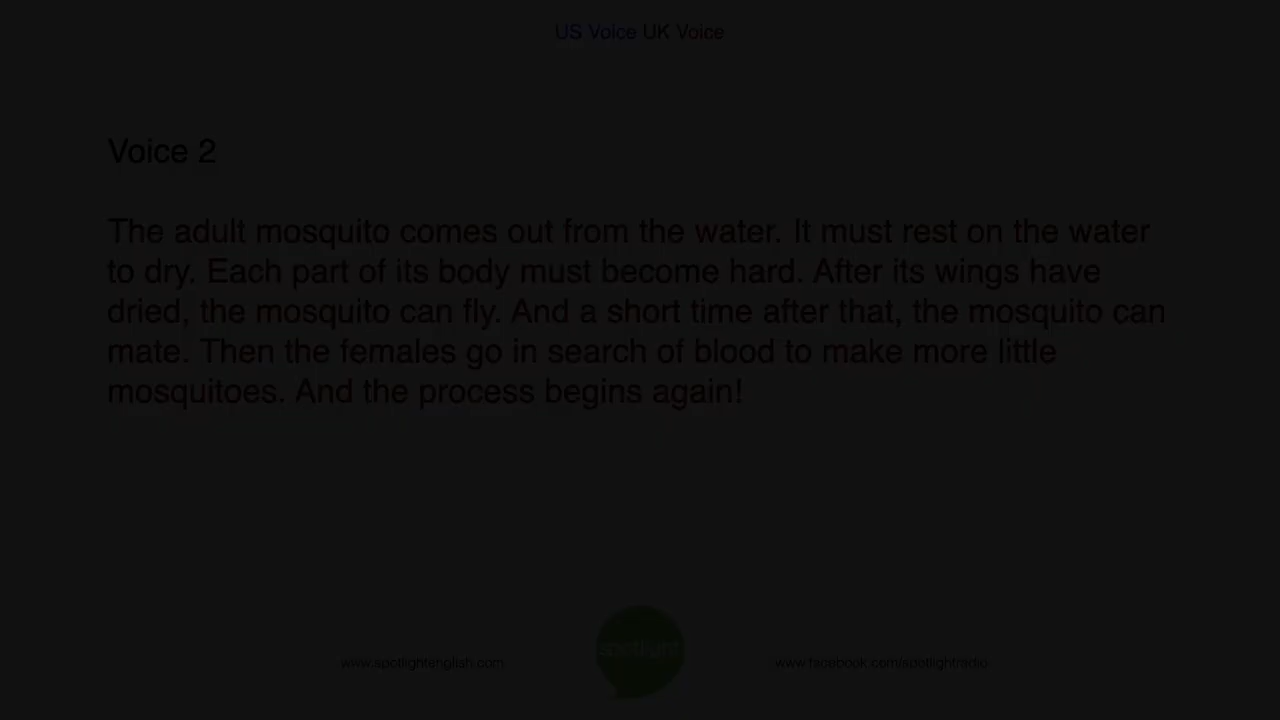 US Voice UK Voice
Voice 2
The adult mosquito comes out from the water. It must rest on the water
to dry. Each part of its body must become hard. After its wings have
dried, the mosquito can fly. And a short time after that, the mosquito can
mate. Then the females go in search of blood to make more little
mosquitoes. And the process begins again!
spotlight
www.spotlightenglish.com
www.facebook.com/spotlightradio